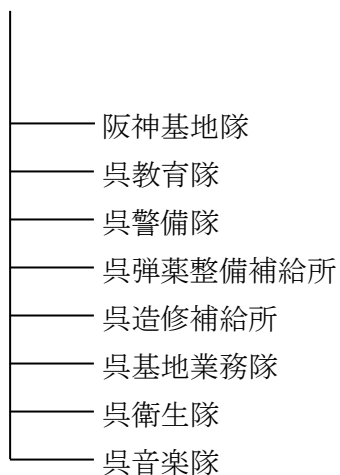 阪神基地隊
呉教育隊
呉警備隊
呉弾薬整備補給所
呉造修補給所
呉基地業務隊
呉衛生隊
呉音楽隊